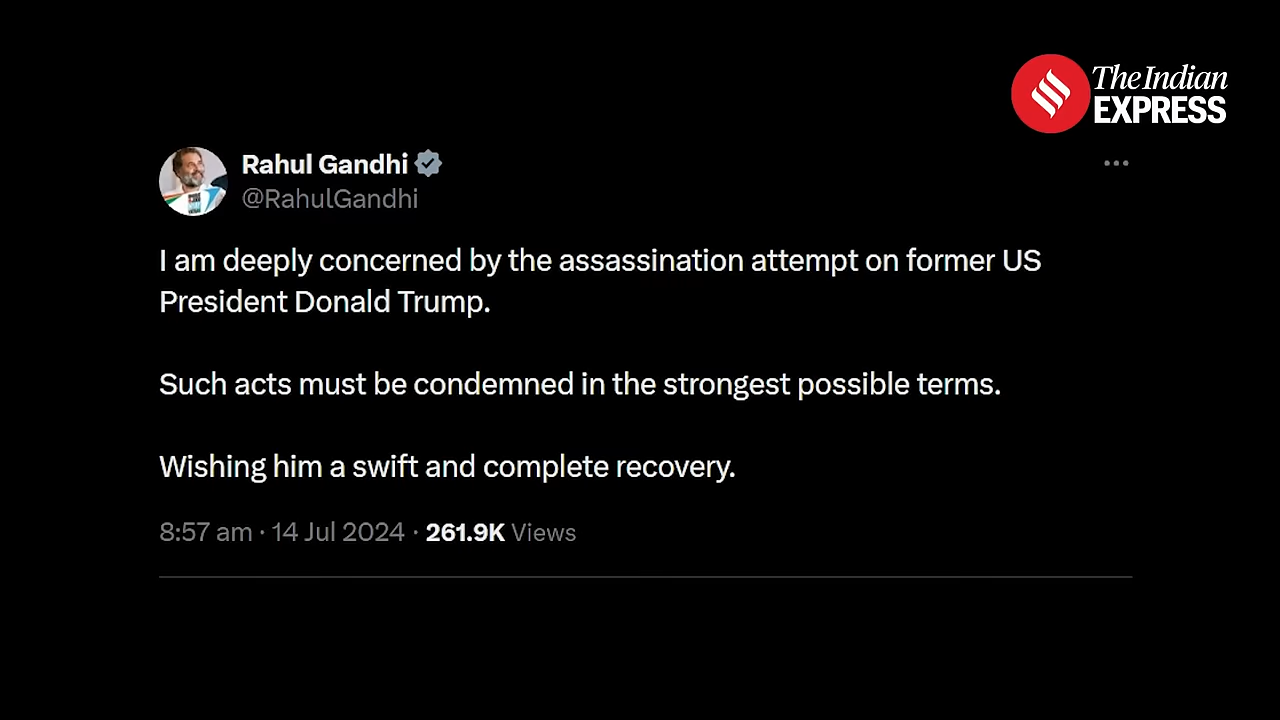 The Indian
EXPRESS
Rahul Gandhi
@RahulGandhi
I am deeply concerned by the assassination attempt on former US
President Donald Trump.
Such acts must be condemned in the strongest possible terms.
Wishing him a swift and complete recovery.
8:57 am · 14 Jul 2024 · 261.9K Views